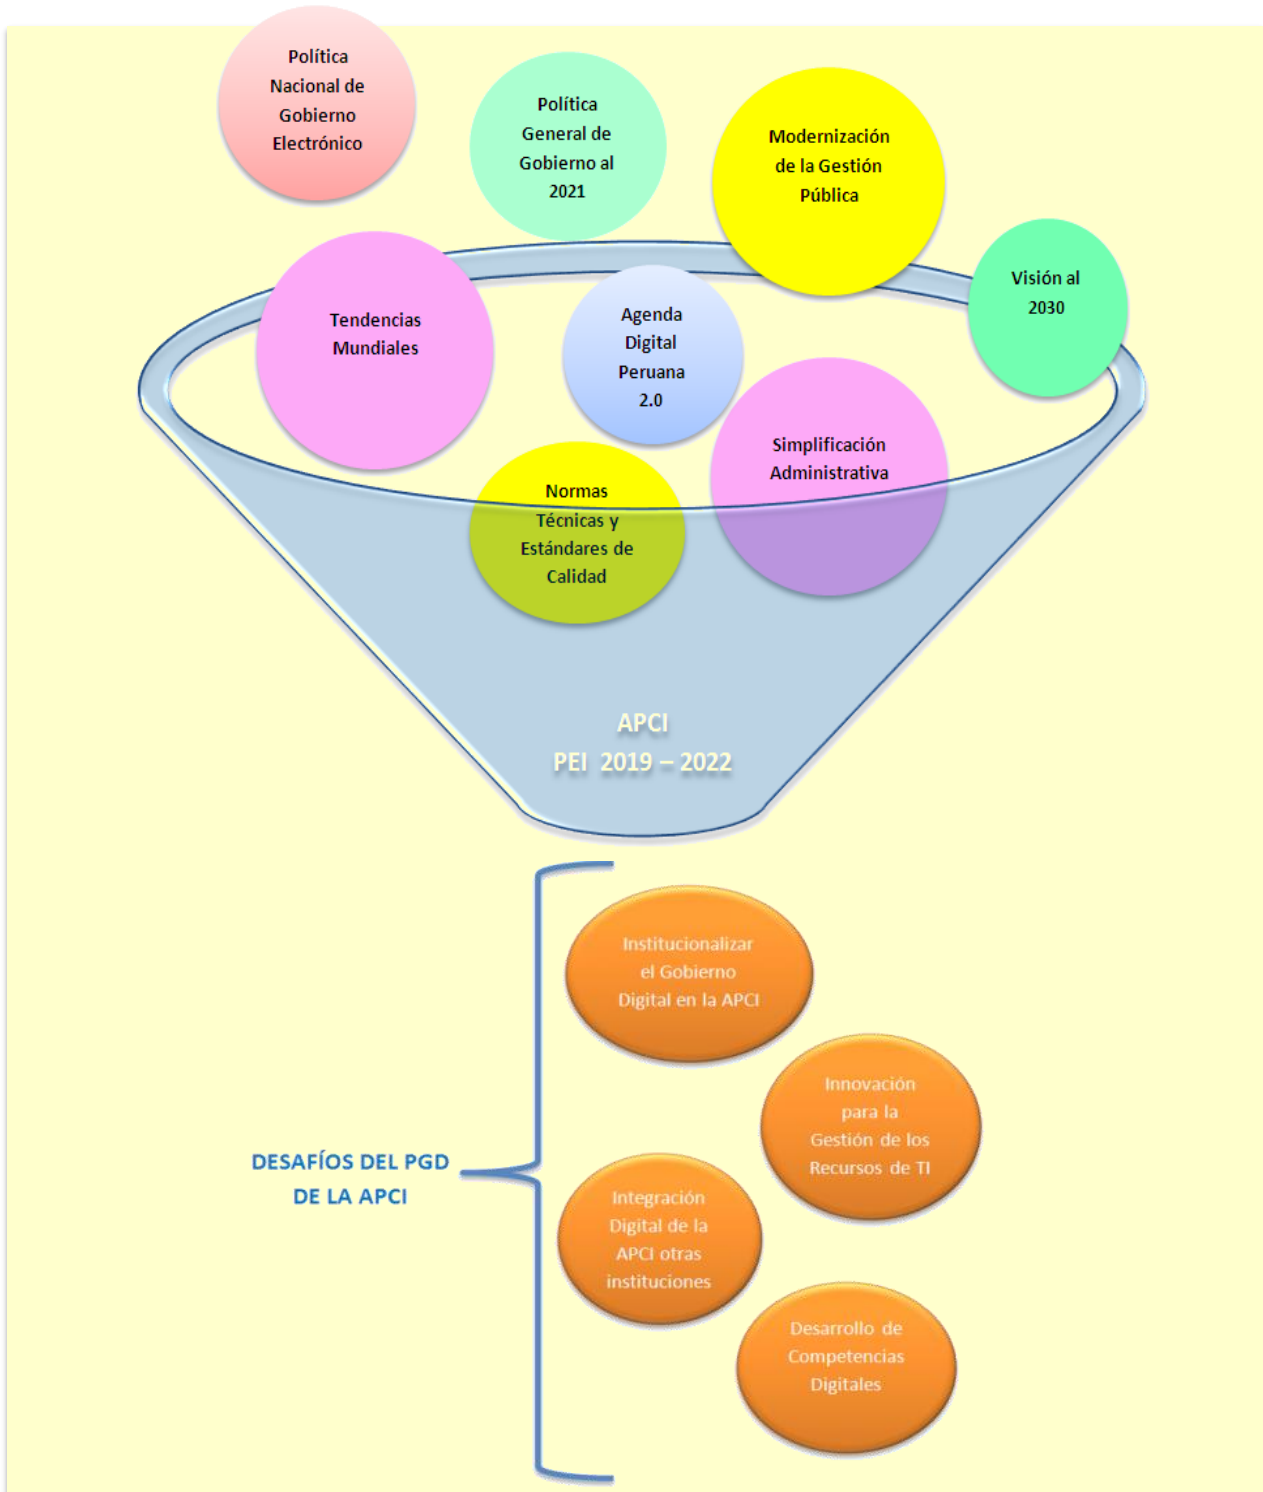 Política
Nacional de
Gobierno
Electrónico
Política
General de
Gobierno al
2021
Modernización
de la Gestión
Pública
Visión al
2030
Tendencias
Mundiales
Agenda
Digital
Peruana
2.0
Simplificación
Administrativa
Normas
Técnicas y
Estándares de
Calidad
APCI
PEI 2019 – 2022
DESAFÍOS DEL PGD
DE LA APCI
Institucionalizar
el Gobierno
Digital en la APCI
Innovación
para la
Gestión de los
Recursos de TI
Integración
Digital de la
APCI otras
instituciones
Desarrollo de
Competencias
Digitales